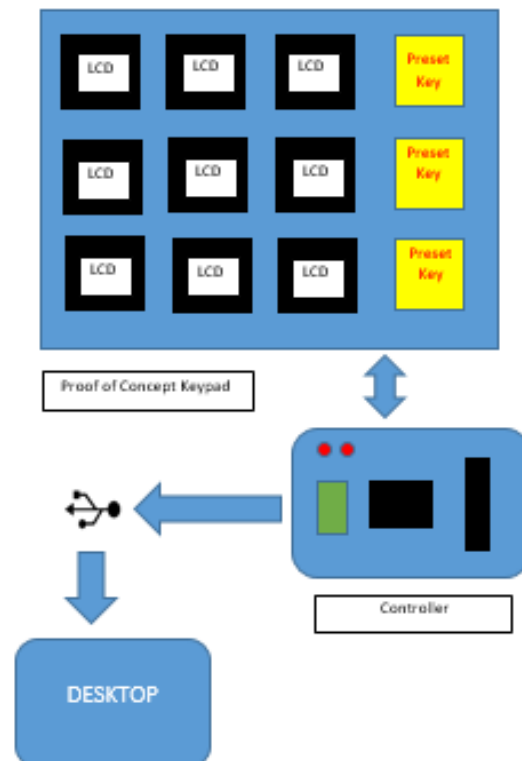 LCD
LCD
LCD
Preset
Key
LCD
LCD
LCD
Preset
Key
LCD
LCD
LCD
Preset
Key
Proof of Concept Keypad
Controller
DESKTOP